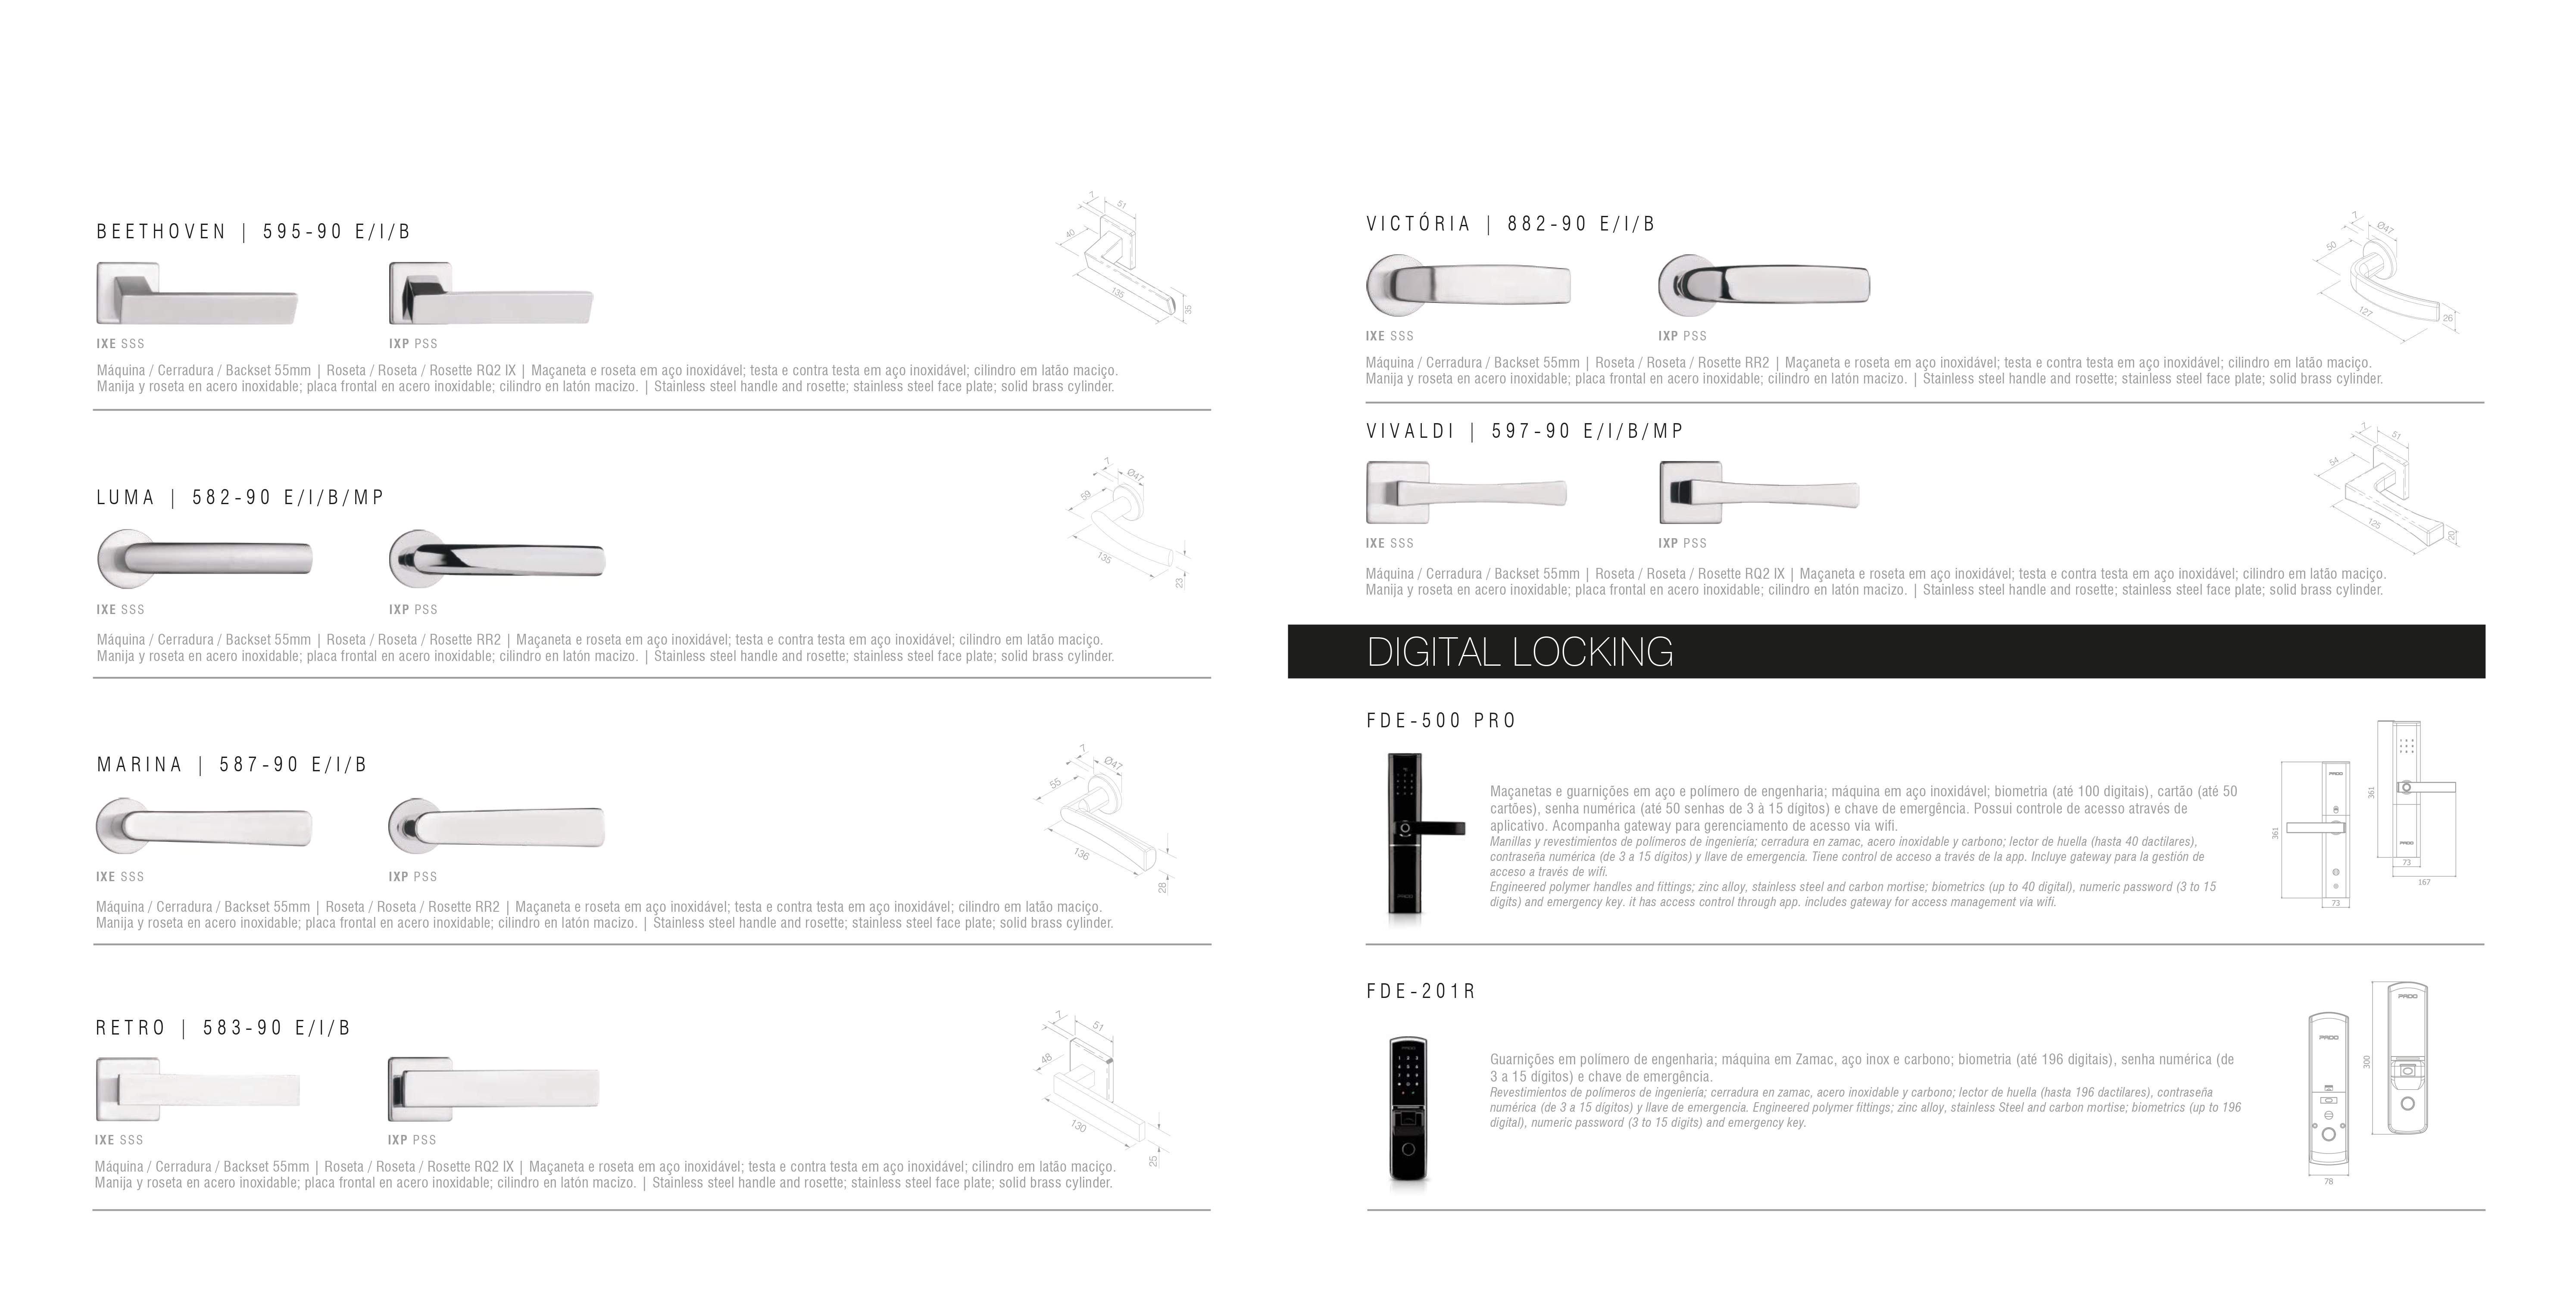 BEETHOVEN | 595-90 E/I/B
7
51
40
135
35
IXE SSS
IXP PSS
Máquina / Cerradura / Backset 55mm | Roseta / Roseta / Rosette RQ2 IX | Maçaneta e roseta em aço inoxidável; testa e contra testa em aço inoxidável; cilindro em latão maciço.
Manija y roseta en acero inoxidable; placa frontal en acero inoxidable; cilindro en latón macizo. | Stainless steel handle and rosette; stainless steel face plate; solid brass cylinder.
LUMA | 582-90 E/I/B/MP
7
Ø47
59
135
23
IXE SSS
IXP PSS
Máquina / Cerradura / Backset 55mm | Roseta / Roseta / Rosette RR2 | Maçaneta e roseta em aço inoxidável; testa e contra testa em aço inoxidável; cilindro em latão maciço.
Manija y roseta en acero inoxidable; placa frontal en acero inoxidable; cilindro en latón macizo. | Stainless steel handle and rosette; stainless steel face plate; solid brass cylinder.
MARINA | 587-90 E/I/B
7
Ø47
55
136
28
IXE SSS
IXP PSS
Máquina / Cerradura / Backset 55mm | Roseta / Roseta / Rosette RR2 | Maçaneta e roseta em aço inoxidável; testa e contra testa em aço inoxidável; cilindro em latão maciço.
Manija y roseta en acero inoxidable; placa frontal en acero inoxidable; cilindro en latón macizo. | Stainless steel handle and rosette; stainless steel face plate; solid brass cylinder.
RETRO | 583-90 E/I/B
7
51
48
130
25
IXE SSS
IXP PSS
Máquina / Cerradura / Backset 55mm | Roseta / Roseta / Rosette RQ2 IX | Maçaneta e roseta em aço inoxidável; testa e contra testa em aço inoxidável; cilindro em latão maciço.
Manija y roseta en acero inoxidable; placa frontal en acero inoxidable; cilindro en latón macizo. | Stainless steel handle and rosette; stainless steel face plate; solid brass cylinder.
VICTÓRIA | 882-90 E/I/B
7
Ø47
50
127
26
IXE SSS
IXP PSS
Máquina / Cerradura / Backset 55mm | Roseta / Roseta / Rosette RR2 | Maçaneta e roseta em aço inoxidável; testa e contra testa em aço inoxidável; cilindro em latão maciço.
Manija y roseta en acero inoxidable; placa frontal en acero inoxidable; cilindro en latón macizo. | Stainless steel handle and rosette; stainless steel face plate; solid brass cylinder.
VIVALDI | 597-90 E/I/B/MP
7
51
54
125
20
IXE SSS
IXP PSS
Máquina / Cerradura / Backset 55mm | Roseta / Roseta / Rosette RQ2 IX | Maçaneta e roseta em aço inoxidável; testa e contra testa em aço inoxidável; cilindro em latão maciço.
Manija y roseta en acero inoxidable; placa frontal en acero inoxidable; cilindro en latón macizo. | Stainless steel handle and rosette; stainless steel face plate; solid brass cylinder.
DIGITAL LOCKING
FDE-500 PRO
Maçanetas e guarnições em aço e polímero de engenharia; máquina em aço inoxidável; biometria (até 100 digitais), cartão (até 50
cartões), senha numérica (até 50 senhas de 3 à 15 dígitos) e chave de emergência. Possui controle de acesso através de
aplicativo. Acompanha gateway para gerenciamento de acesso via wifi.
Manillas y revestimientos de polímeros de ingeniería; cerradura en zamac, acero inoxidable y carbono; lector de huella (hasta 40 dactilares),
contraseña numérica (de 3 a 15 dígitos) y llave de emergencia. Tiene control de acceso a través de la app. Incluye gateway para la gestión de
acceso a través de wifi.
Engineered polymer handles and fittings; zinc alloy, stainless steel and carbon mortise; biometrics (up to 40 digital), numeric password (3 to 15
digits) and emergency key. it has access control through app. includes gateway for access management via wifi.
PADO
361
73
PADO
361
73
167
FDE-201R
Guarnições em polímero de engenharia; máquina em Zamac, aço inox e carbono; biometria (até 196 digitais), senha numérica (de
3 a 15 dígitos) e chave de emergência.
Revestimientos de polímeros de ingeniería; cerradura en zamac, acero inoxidable y carbono; lector de huella (hasta 196 dactilares), contraseña
numérica (de 3 a 15 dígitos) y llave de emergencia. Engineered polymer fittings; zinc alloy, stainless Steel and carbon mortise; biometrics (up to 196
digital), numeric password (3 to 15 digits) and emergency key.
PADO
78
PADO
300